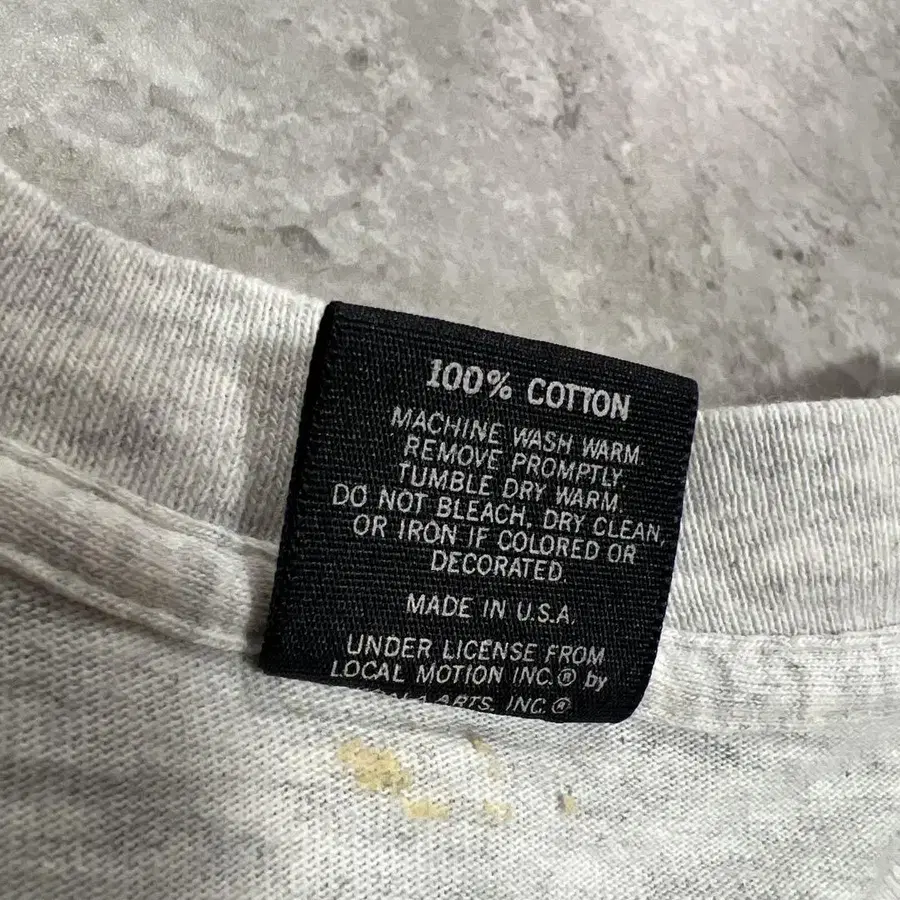 100% COTTON
MACHINE WASH WARM.
REMOVE PROMPTLY.
TUMBLE DRY WARM.
DO NOT BLEACH, DRY CLEAN,
OR IRON IF COLORED OR
DECORATED.
MADE IN U.S.A.
UNDER LICENSE FROM
LOCAL MOTION INC.® by
ARTS, INC.®